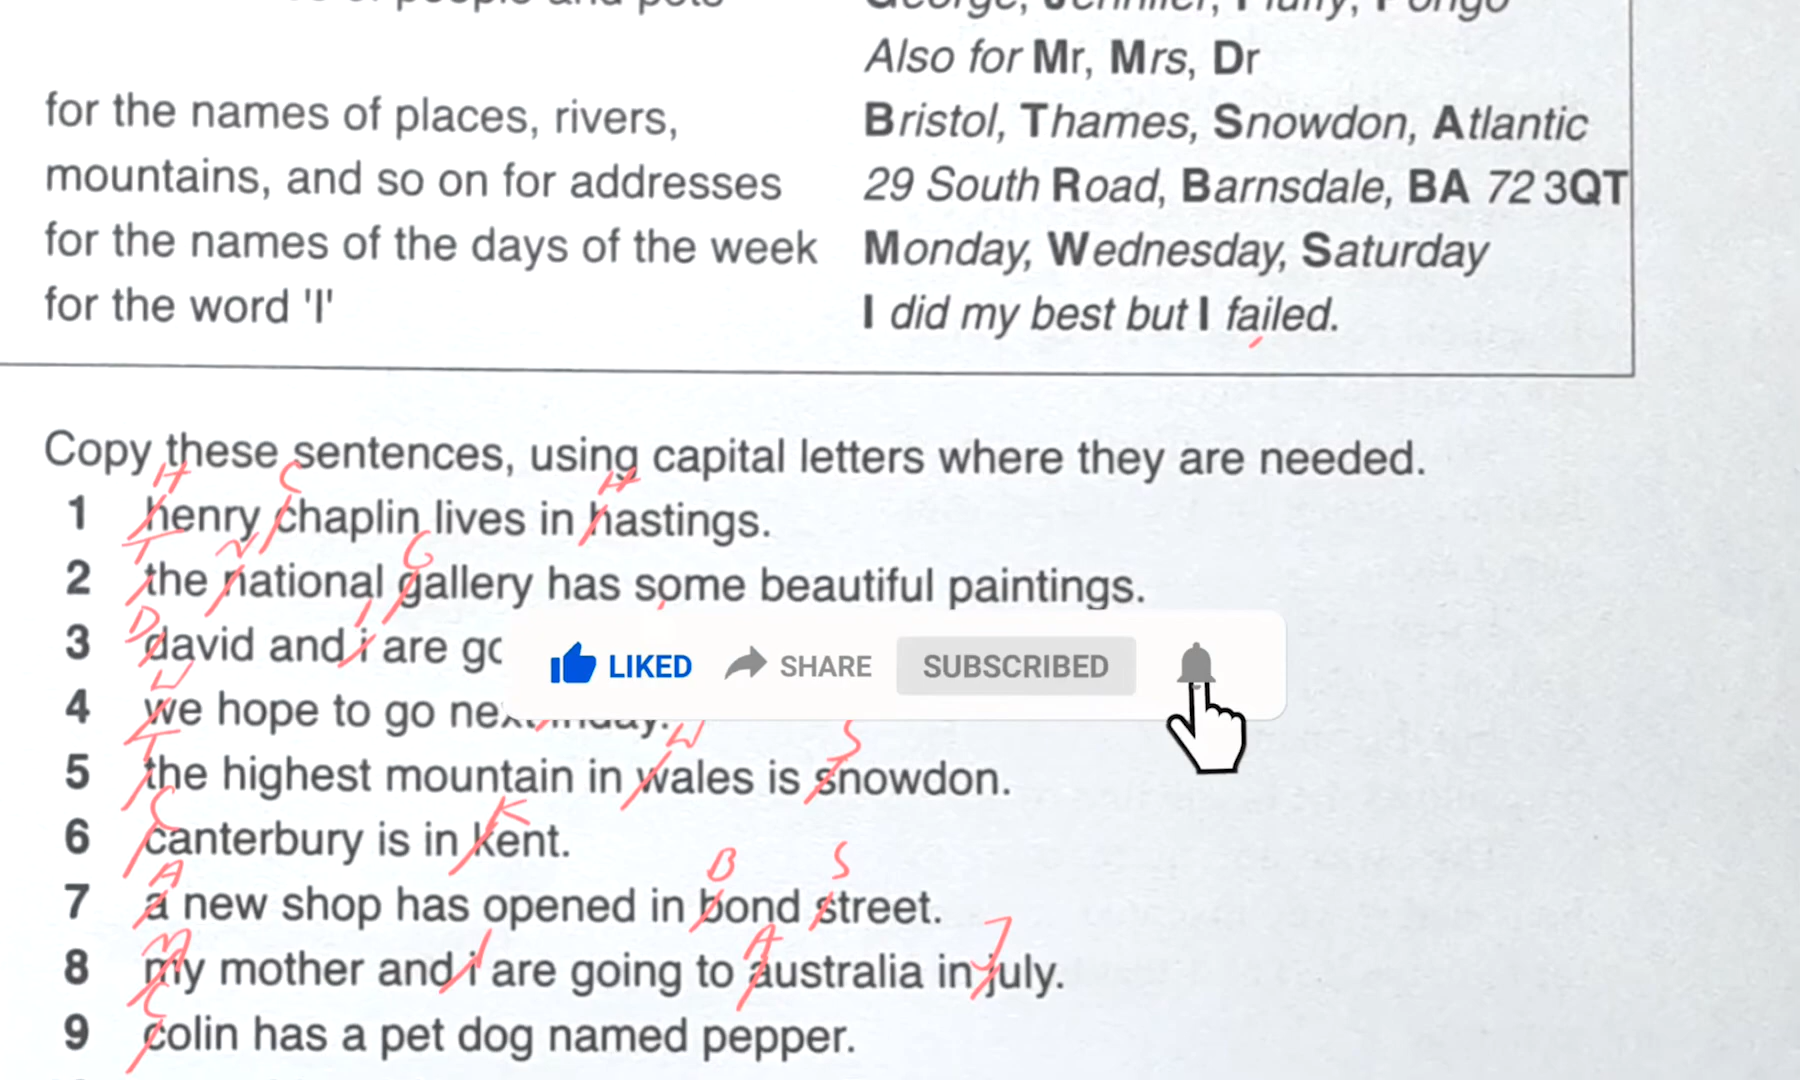 Also for Mr, Mrs, Dr
for the names of places, rivers,
Bristol, Thames, Snowdon, Atlantic
mountains, and so on for addresses
29 South Road, Barnsdale, BA 72 3QT
for the names of the days of the week
Monday, Wednesday, Saturday
for the word 'I'
I did my best but I failed.
Copy these sentences, using capital letters where they are needed.
H C H
1 henry chaplin lives in hastings.
T N G
2 the national gallery has some beautiful paintings.
D I
3 david and i are
LIKED SHARE SUBSCRIBED
W
4 we hope to go
T W S
5 the highest mountain in wales is snowdon.
C K
6 canterbury is in kent.
A B S
7 a new shop has opened in bond street.
M I A J
8 my mother and i are going to australia in july.
C
9 colin has a pet dog named pepper.